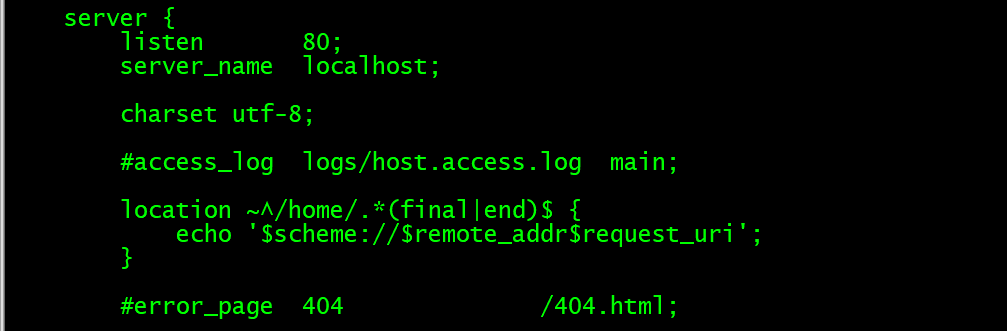 server {
listen 80;
server_name localhost;
charset utf-8;
#access_log logs/host.access.log main;
location ~^/home/.*(final|end)$ {
echo '$scheme://$remote_addr$request_uri';
}
#error_page 404 /404.html;